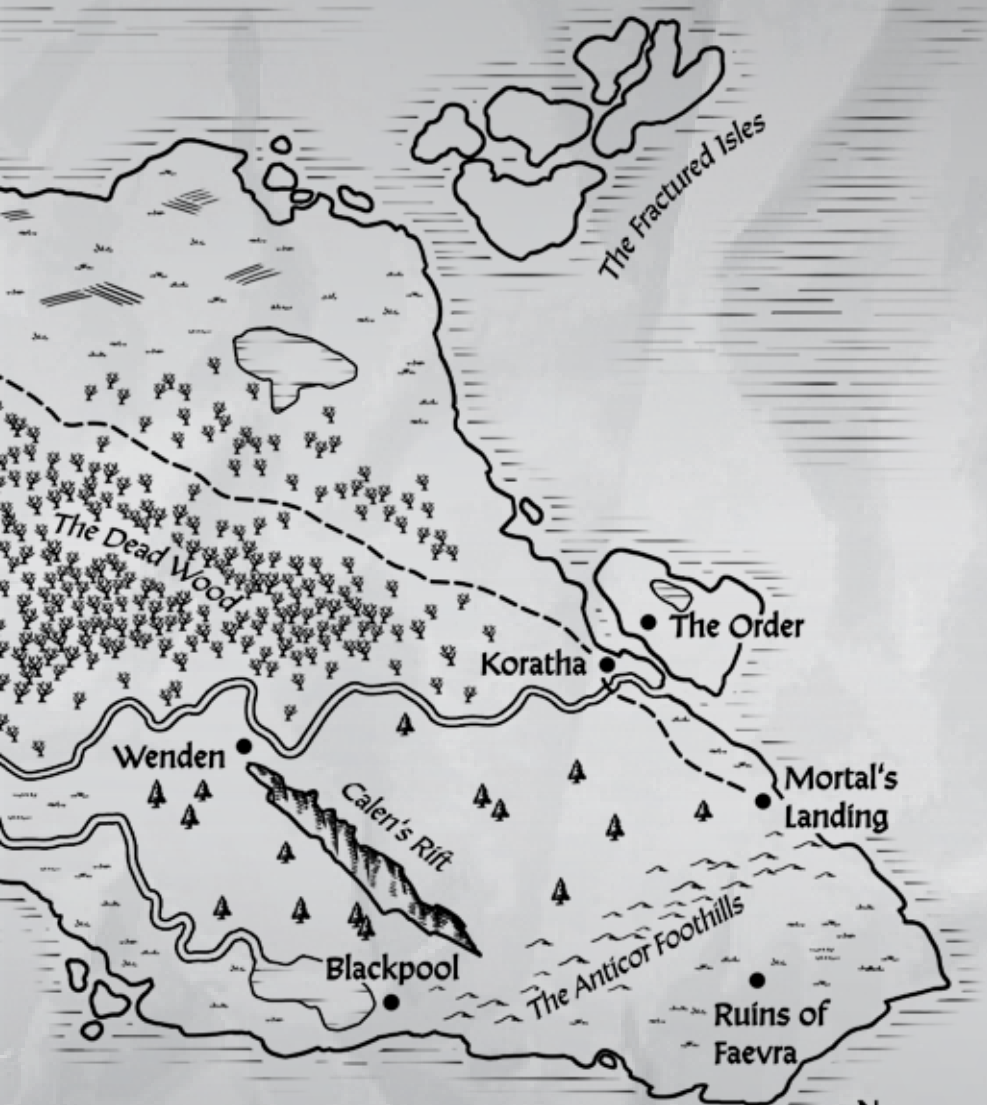 The Fractured Isles
The Dead Wood
The Order
Koratha
Wenden
Mortal's
Landing
Calen's Rift
The Anticor Foothills
Blackpool
Ruins of
Faevra